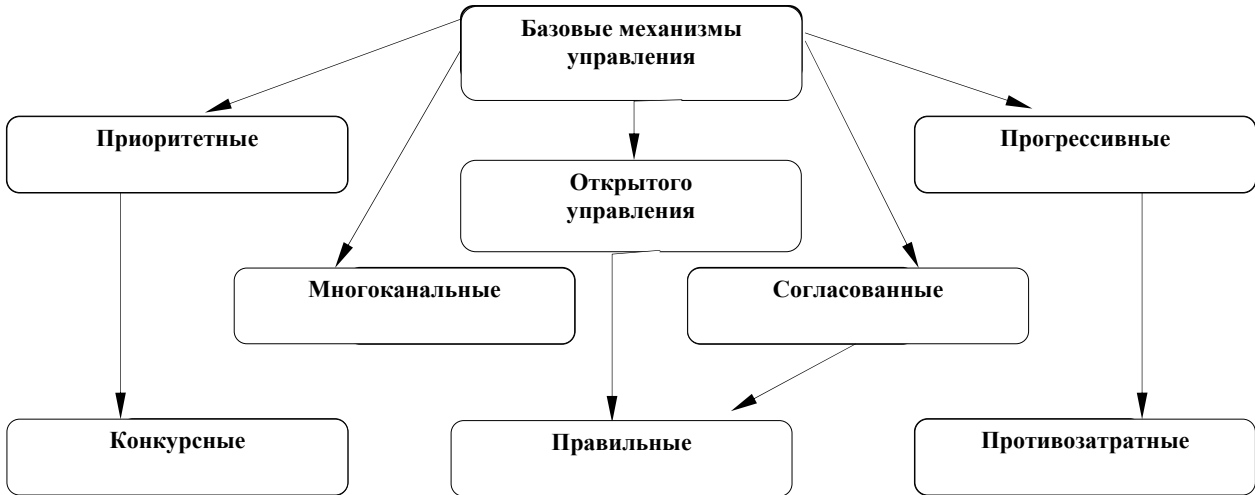 Базовые механизмы
управления
Приоритетные
Прогрессивные
Открытого
управления
Многоканальные
Согласованные
Конкурсные
Правильные
Противозатратные